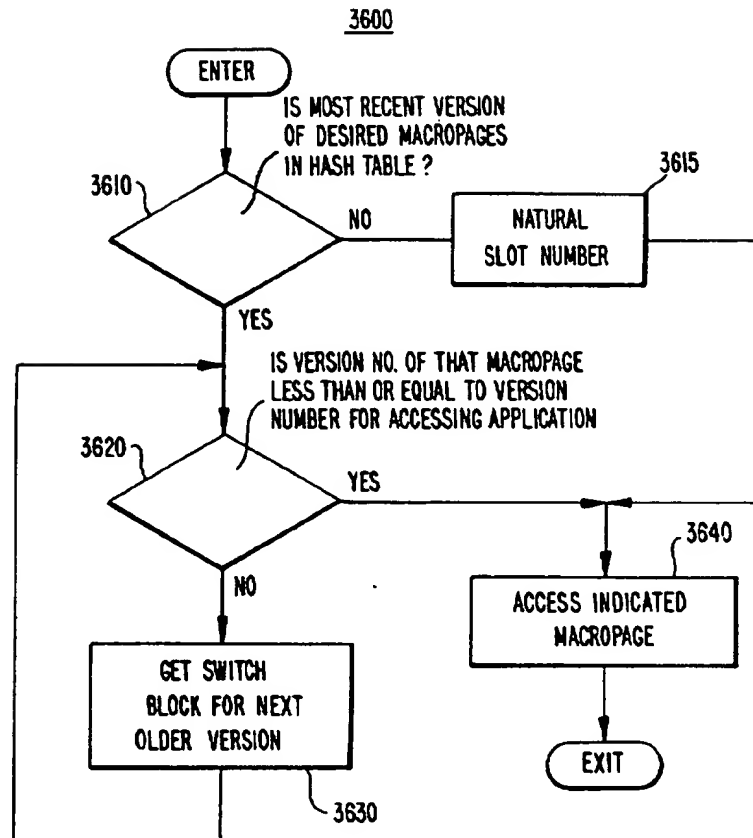 3600
ENTER
IS MOST RECENT VERSION
OF DESIRED MACROPAGES
IN HASH TABLE ?
3610
NO
3615
NATURAL
SLOT NUMBER
YES
IS VERSION NO. OF THAT MACROPAGE
LESS THAN OR EQUAL TO VERSION
NUMBER FOR ACCESSING APPLICATION
3620
YES
3640
NO
ACCESS INDICATED
MACROPAGE
GET SWITCH
BLOCK FOR NEXT
OLDER VERSION
EXIT
3630